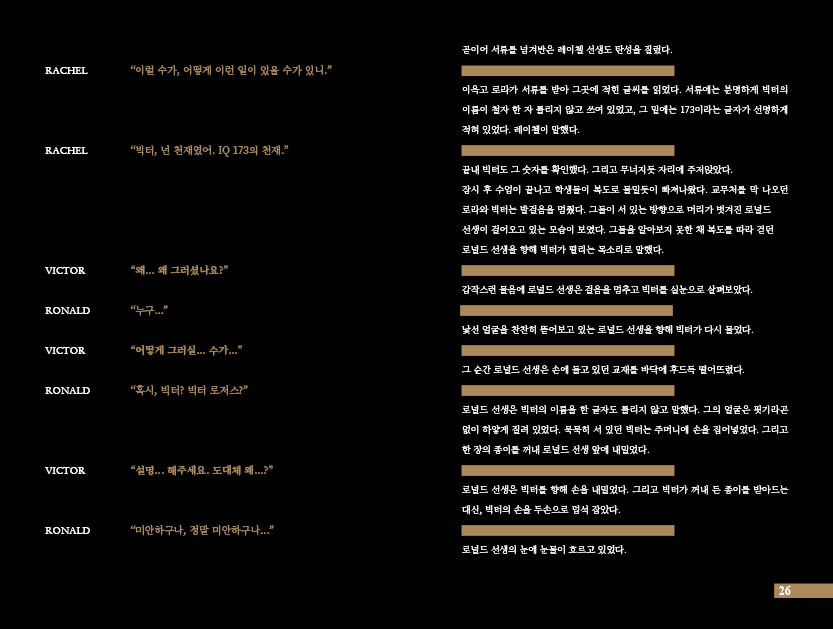 곧이어 서류를 넘겨받은 레이첼 선생도 탄성을 질렀다.
RACHEL “이럴 수가, 어떻게 이런 일이 있을 수가 있니.”
이윽고 로라가 서류를 받아 그곳에 적힌 글씨를 읽었다. 서류에는 분명하게 빅터의
이름이 철자 한 자 틀리지 않고 쓰여 있었고, 그 밑에는 173이라는 글자가 선명하게
적혀 있었다. 레이첼이 말했다.
RACHEL “빅터, 넌 천재였어. IQ 173의 천재.”
끝내 빅터도 그 숫자를 확인했다. 그리고 무너지듯 자리에 주저앉았다.
잠시 후 수업이 끝나고 학생들이 복도로 물밀듯이 빠져나왔다. 교무처를 막 나오던
로라와 빅터는 발걸음을 멈췄다. 그들이 서 있는 방향으로 머리가 벗겨진 로널드
선생이 걸어오고 있는 모습이 보였다. 그들을 알아보지 못한 채 복도를 따라 걷던
로널드 선생을 향해 빅터가 떨리는 목소리로 말했다.
VICTOR “왜... 왜 그러셨나요?”
갑작스런 물음에 로널드 선생은 걸음을 멈추고 빅터를 실눈으로 살펴보았다.
RONALD “누구...”
낯선 얼굴을 찬찬히 뜯어보고 있는 로널드 선생을 향해 빅터가 다시 물었다.
VICTOR “어떻게 그러실... 수가...”
그 순간 로널드 선생은 손에 들고 있던 교재를 바닥에 후드득 떨어뜨렸다.
RONALD “혹시, 빅터? 빅터 로저스?”
로널드 선생은 빅터의 이름을 한 글자도 틀리지 않고 말했다. 그의 얼굴은 핏기라곤
없이 하얗게 질려 있었다. 묵묵히 서 있던 빅터는 주머니에 손을 집어넣었다. 그리고
한 장의 종이를 꺼내 로널드 선생 앞에 내밀었다.
VICTOR “설명... 해주세요. 도대체 왜...?”
로널드 선생은 빅터를 향해 손을 내밀었다. 그리고 빅터가 꺼내 든 종이를 받아드는
대신, 빅터의 손을 두손으로 덥석 잡았다.
RONALD “미안하구나, 정말 미안하구나...”
로널드 선생의 눈에 눈물이 흐르고 있었다.
26